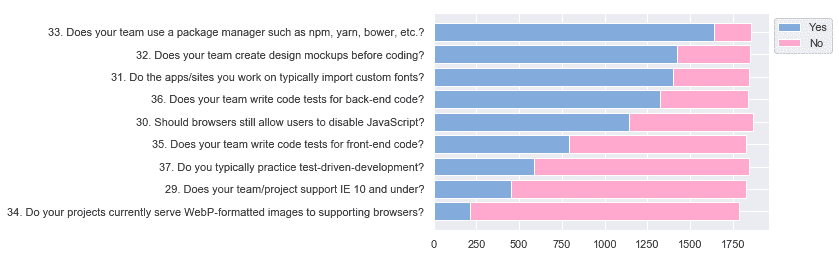 33. Does your team use a package manager such as npm, yarn, bower, etc.?
32. Does your team create design mockups before coding?
31. Do the apps/sites you work on typically import custom fonts?
36. Does your team write code tests for back-end code?
30. Should browsers still allow users to disable JavaScript?
35. Does your team write code tests for front-end code?
37. Do you typically practice test-driven-development?
29. Does your team/project support IE 10 and under?
34. Do your projects currently serve WebP-formatted images to supporting browsers?
0 250 500 750 1000 1250 1500 1750
Yes
No